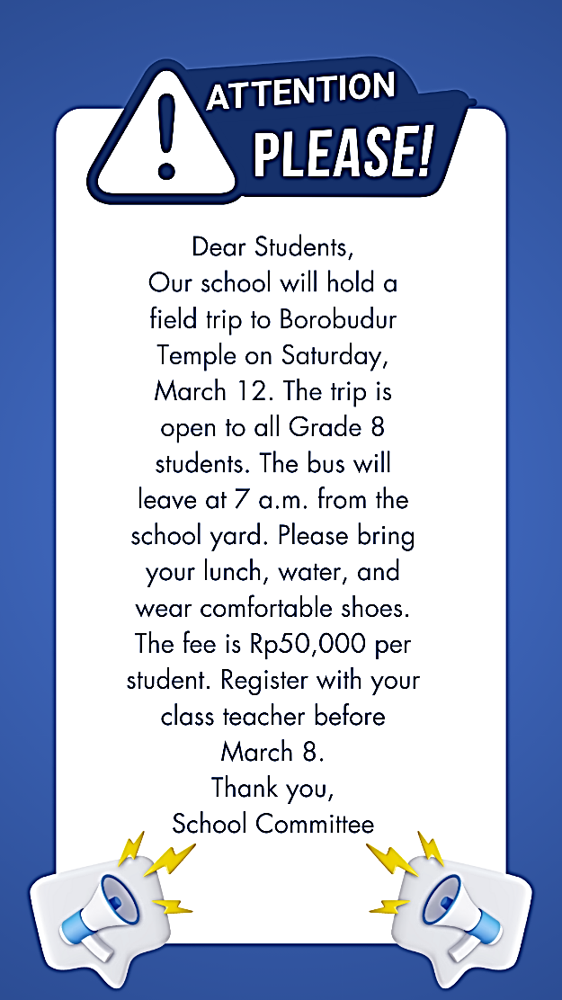 ATTENTION
PLEASE!
Dear Students,
Our school will hold a
field trip to Borobudur
Temple on Saturday,
March 12. The trip is
open to all Grade 8
students. The bus will
leave at 7 a.m. from the
school yard. Please bring
your lunch, water, and
wear comfortable shoes.
The fee is Rp50,000 per
student. Register with your
class teacher before
March 8.
Thank you,
School Committee